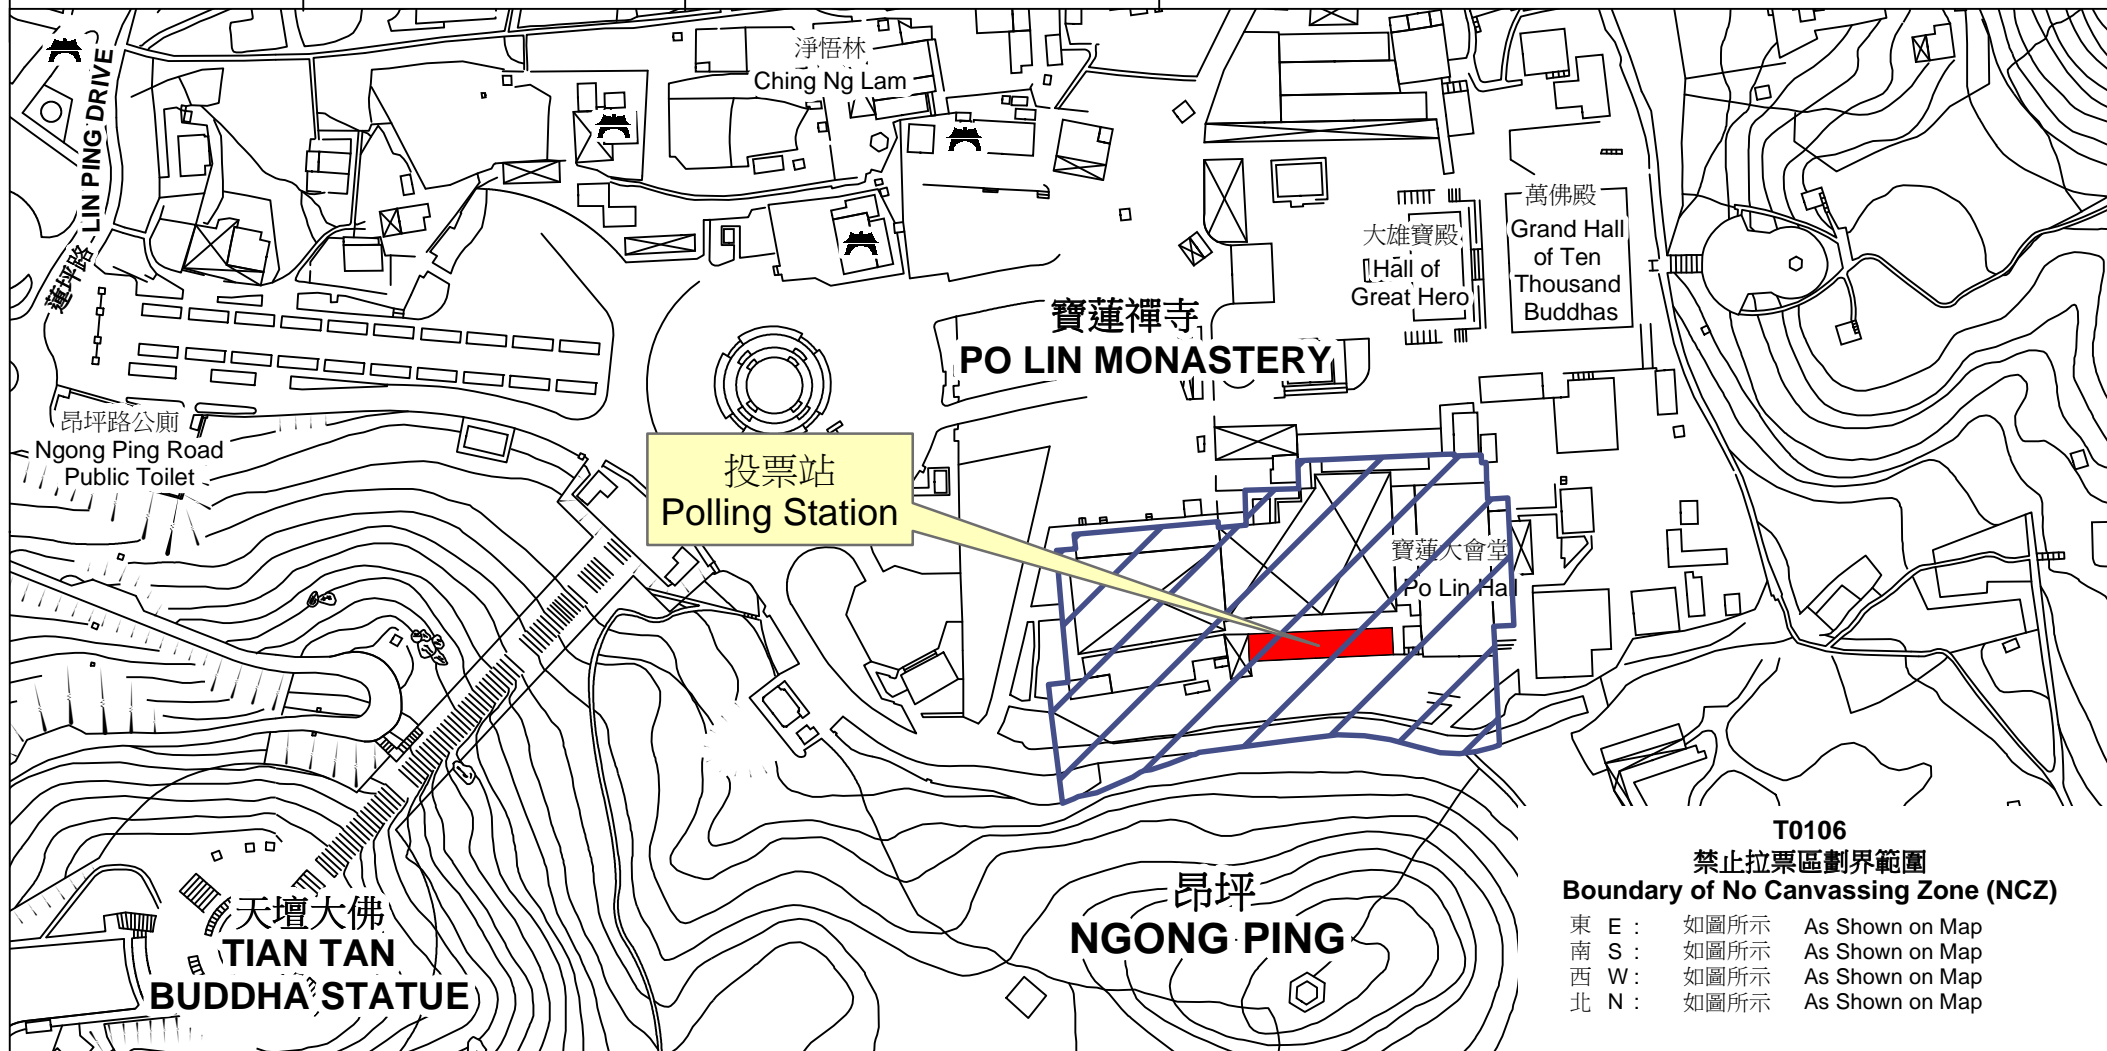 淨悟林
Ching Ng Lam
蓮坪路 LIN PING DRIVE
萬佛殿
Grand Hall
of Ten
Thousand
Buddhas
大雄寶殿
Hall of
Great Hero
寶蓮禪寺
PO LIN MONASTERY
昂坪路公廁
Ngong Ping Road
Public Toilet
投票站
Polling Station
寶蓮大會堂
Po Lin Hall
昂坪
NGONG PING
天壇大佛
TIAN TAN
BUDDHA STATUE
T0106
禁止拉票區劃界範圍
Boundary of No Canvassing Zone (NCZ)
東 E : 如圖所示 As Shown on Map
南 S : 如圖所示 As Shown on Map
西 W : 如圖所示 As Shown on Map
北 N : 如圖所示 As Shown on Map